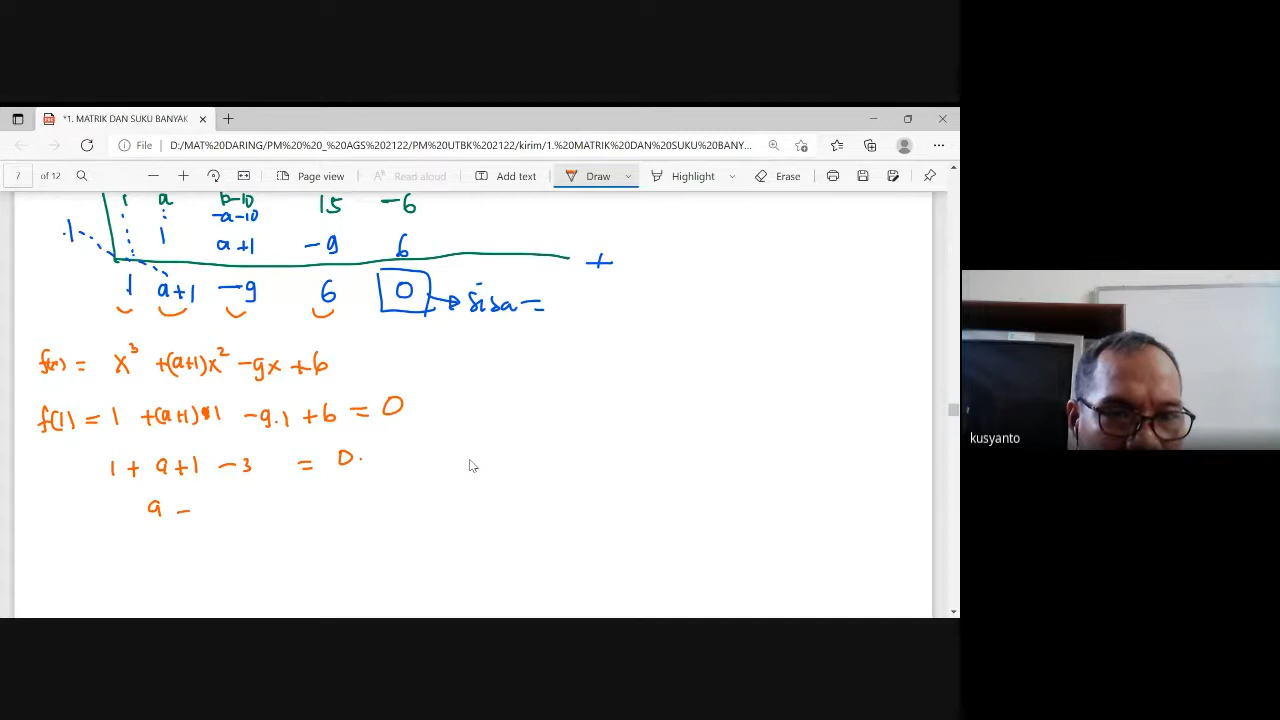 *1. MATRIK DAN SUKU BANYAK
File D:/MAT%20DARING/PM%20%20_%20AGS%202122/PM%20UTBK%202122/kirim/1.%20MATRIK%20DAN%20SUKU%20BANY...
7 of 12 Page view Read aloud Add text Draw Highlight Erase
1 a b-10 15 -6
-a-10
1 1 a+1 -9 6 +
1 a+1 -9 6 0 → sisa =
f(x) = x³ +(a+1)x² -9x +6
f(1) = 1 +(a+1)·1 -9.1 +6 = 0
1 + a+1 -3 = 0.
a -
kusyanto